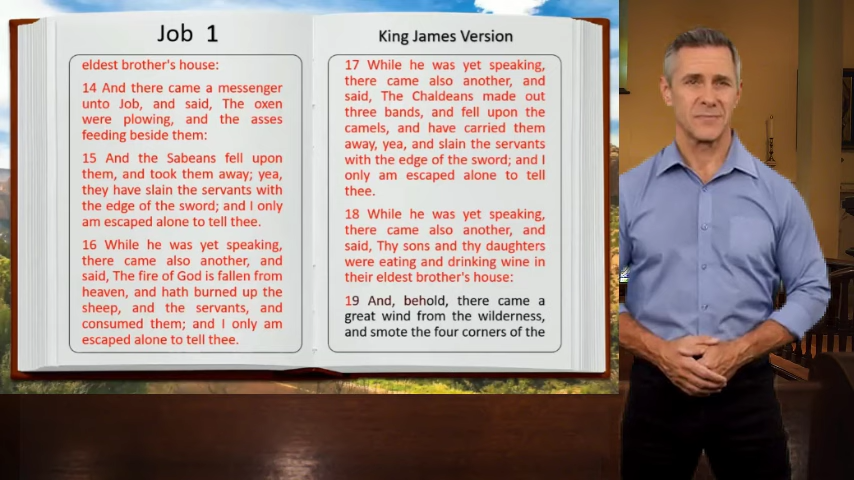 Job 1
eldest brother's house:
14 And there came a messenger
unto Job, and said, The oxen
were plowing, and the asses
feeding beside them:
15 And the Sabeans fell upon
them, and took them away; yea,
they have slain the servants with
the edge of the sword; and I only
am escaped alone to tell thee.
16 While he was yet speaking,
there came also another, and
said, The fire of God is fallen from
heaven, and hath burned up the
sheep, and the servants, and
consumed them; and I only am
escaped alone to tell thee.
King James Version
17 While he was yet speaking,
there came also another, and
said, The Chaldeans made out
three bands, and fell upon the
camels, and have carried them
away, yea, and slain the servants
with the edge of the sword; and I
only am escaped alone to tell
thee.
18 While he was yet speaking,
there came also another, and
said, Thy sons and thy daughters
were eating and drinking wine in
their eldest brother's house:
19 And, behold, there came a
great wind from the wilderness,
and smote the four corners of the